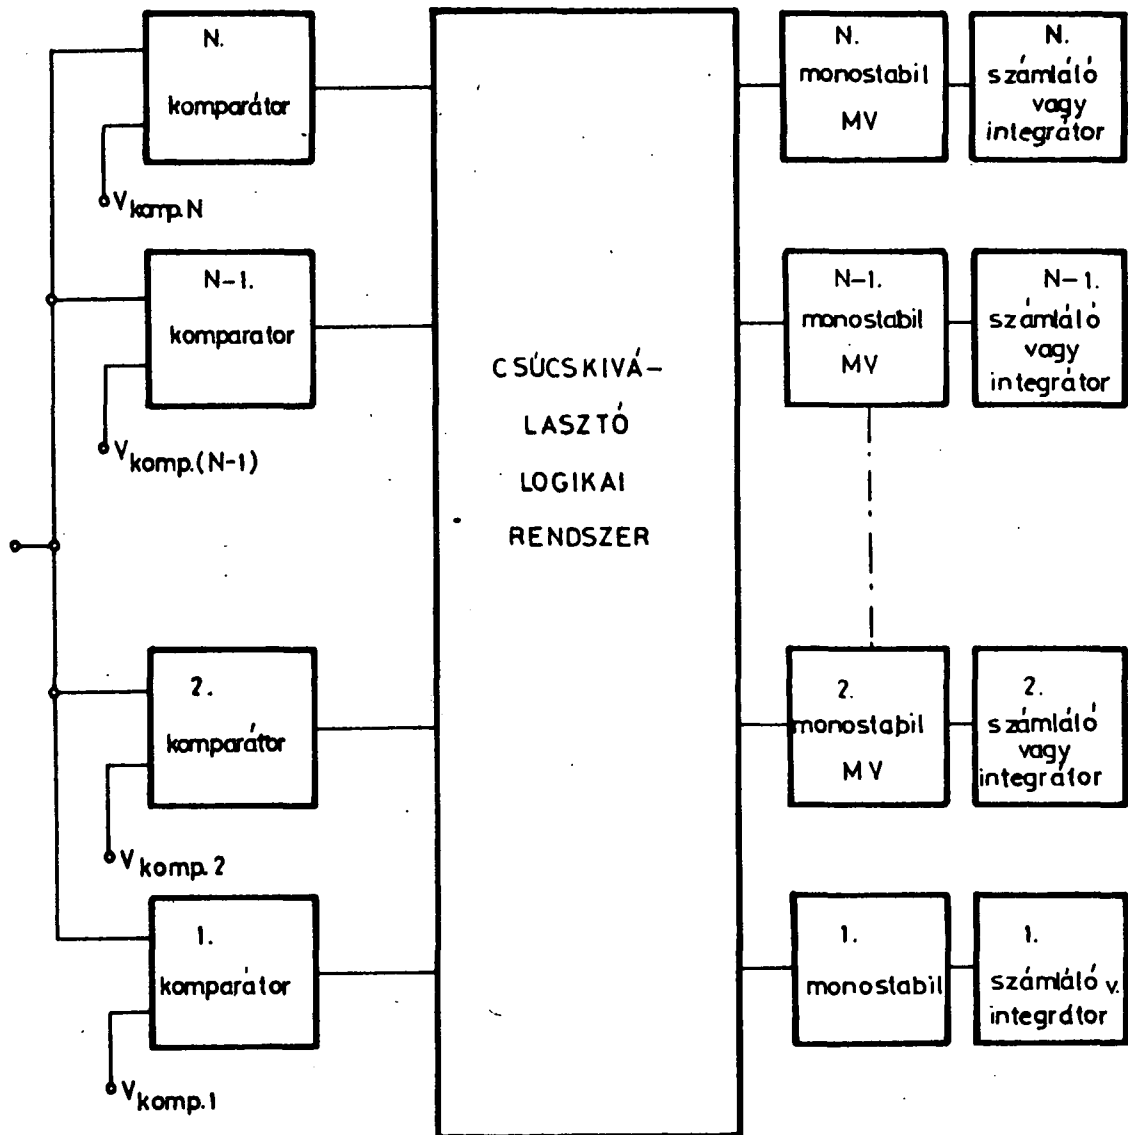 N.
komparátor
V komp. N
N-1.
komparator
V komp.(N-1)
2.
komparátor
V komp. 2
1.
komparátor
V komp. 1
CSÚCSKIVÁ-
LASZTÓ
LOGIKAI
RENDSZER
N.
monostabil
MV
N.
számláló
vagy
integrátor
N-1.
monostabil
MV
N-1.
számláló
vagy
integrátor
2.
monostabil
MV
2.
számláló
vagy
integrátor
1.
monostabil
1.
számláló v.
integrátor